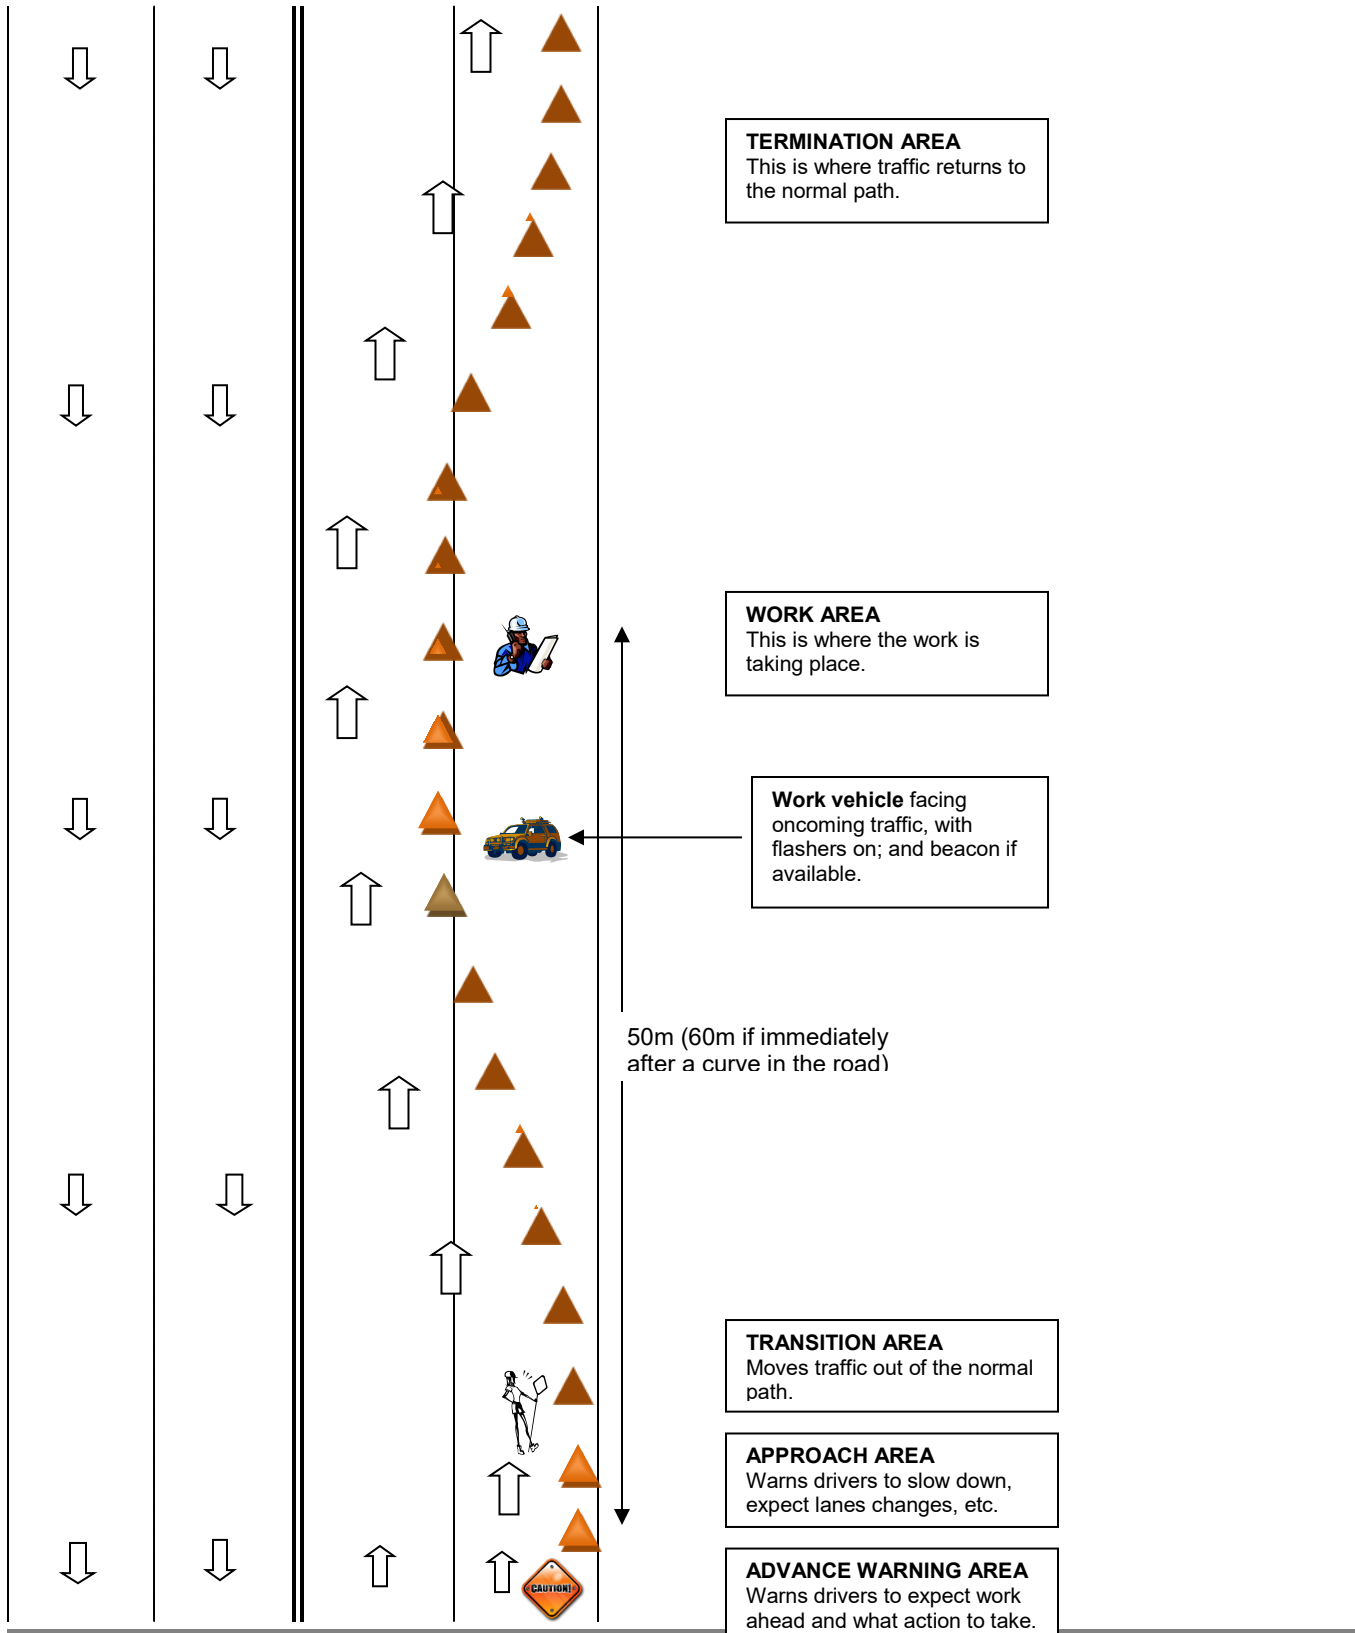 TERMINATION AREA
This is where traffic returns to
the normal path.
WORK AREA
This is where the work is
taking place.
Work vehicle facing
oncoming traffic, with
flashers on; and beacon if
available.
50m (60m if immediately
after a curve in the road)
TRANSITION AREA
Moves traffic out of the normal
path.
APPROACH AREA
Warns drivers to slow down,
expect lanes changes, etc.
ADVANCE WARNING AREA
Warns drivers to expect work
ahead and what action to take.
CAUTION!